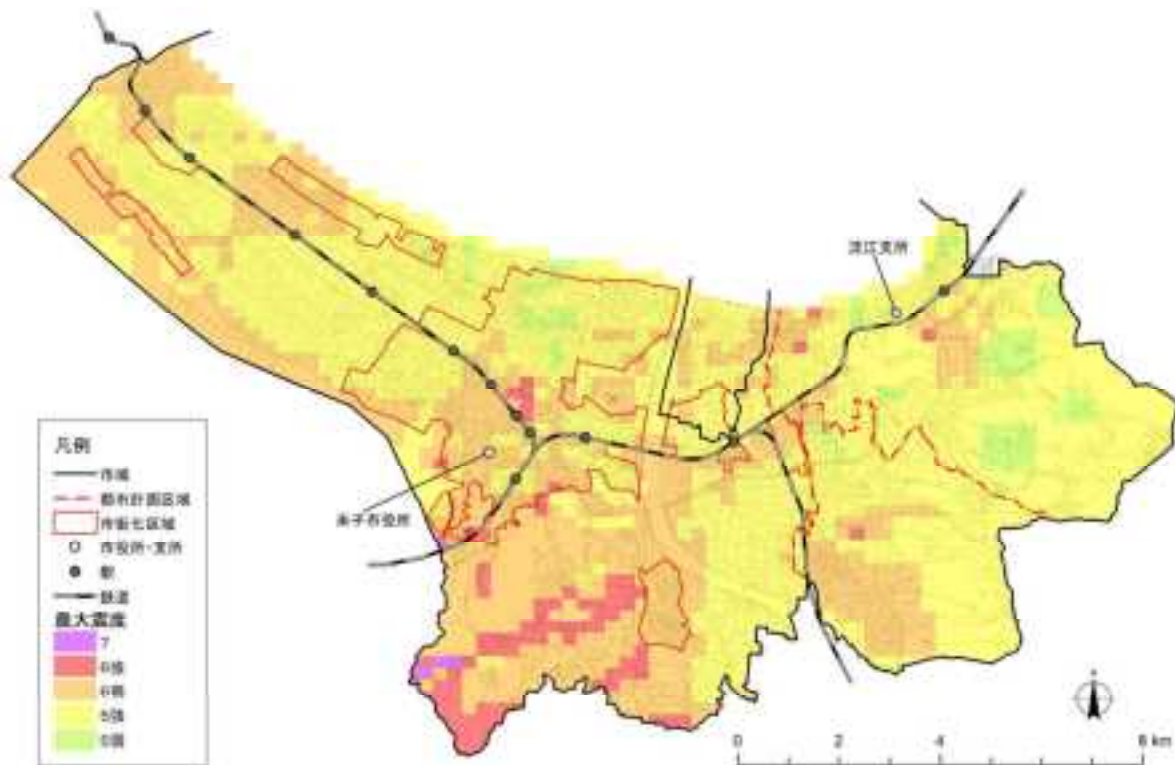 淀江支所
米子市役所
凡例
市域
都市計画区域
市街化区域
市役所・支所
駅
鉄道
最大震度
7
6強
6弱
5強
5弱
0 2 4 8 km